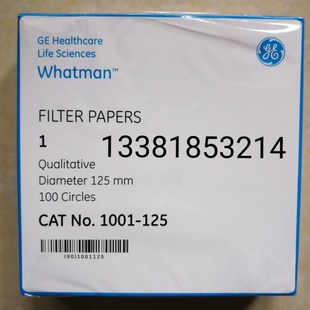 GE Healthcare
Life Sciences
Whatman™
GE
FILTER PAPERS
1 13381853214
Qualitative
Diameter 125 mm
100 Circles
CAT No. 1001-125
(90)1001125